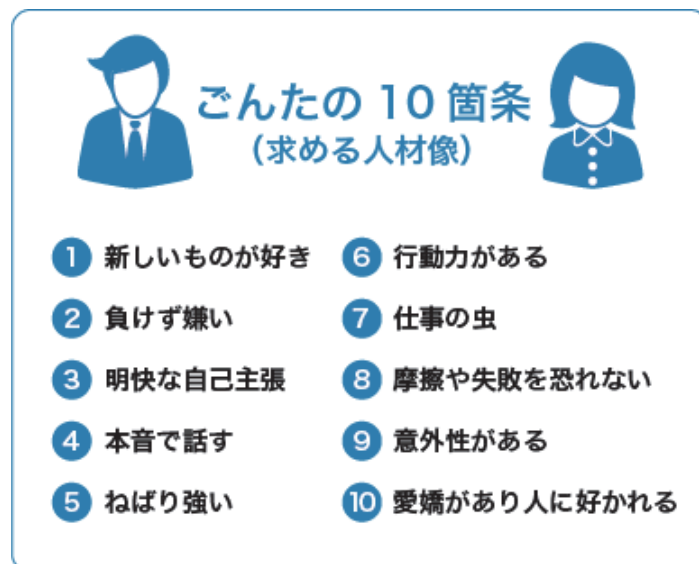 ごんたの 10 箇条
(求める人材像)
1 新しいものが好き
2 負けず嫌い
3 明快な自己主張
4 本音で話す
5 ねばり強い
6 行動力がある
7 仕事の虫
8 摩擦や失敗を恐れない
9 意外性がある
10 愛嬌があり人に好かれる